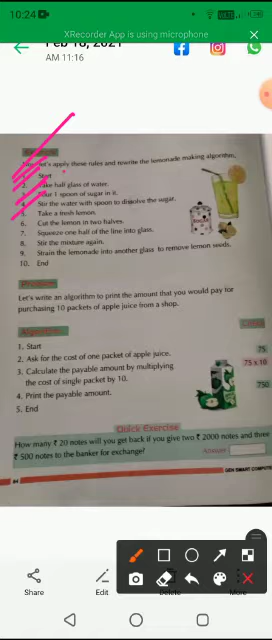 10:24
XRecorder App is using microphone
Feb 18, 2021
AM 11:16
let's apply these rules and rewrite the lemonade making algorithm,
Start
2. Take half glass of water.
3. Put 1 spoon of sugar in it.
4. Stir the water with spoon to dissolve the sugar.
5. Take a fresh lemon.
6. Cut the lemon in two halves.
7. Squeeze one half of the line into glass.
8. Stir the mixture again.
9. Strain the lemonade into another glass to remove lemon seeds.
10. End
SUGAR
Problem
Let's write an algorithm to print the amount that you would pay for
purchasing 10 packets of apple juice from a shop.
Algorithm
1. Start
2. Ask for the cost of one packet of apple juice.
75
3. Calculate the payable amount by multiplying
the cost of single packet by 10.
75 x 10
4. Print the payable amount.
750
5. End
Quick Exercise
How many ₹ 20 notes will you get back if you give two ₹ 2000 notes and three
₹ 500 notes to the banker for exchange?
Answer
84
GEN SMART COMPUTE
Share
Edit
Delete
More